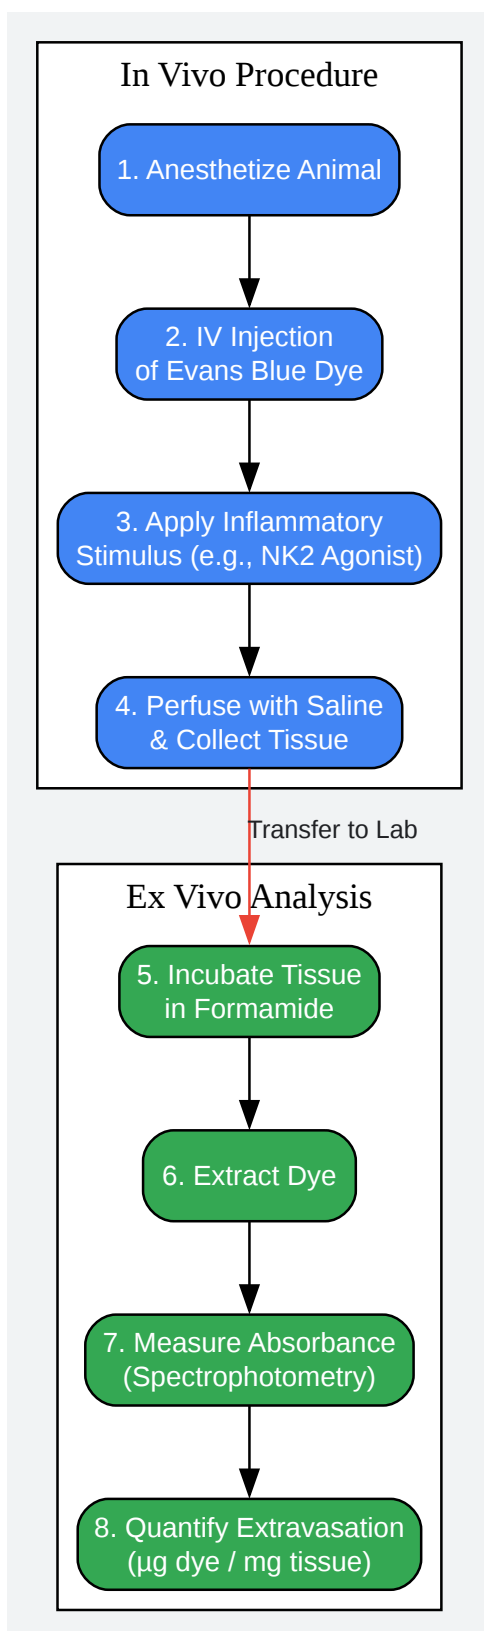 In Vivo Procedure
1. Anesthetize Animal
2. IV Injection
of Evans Blue Dye
3. Apply Inflammatory
Stimulus (e.g., NK2 Agonist)
4. Perfuse with Saline
& Collect Tissue
Transfer to Lab
Ex Vivo Analysis
5. Incubate Tissue
in Formamide
6. Extract Dye
7. Measure Absorbance
(Spectrophotometry)
8. Quantify Extravasation
(µg dye / mg tissue)